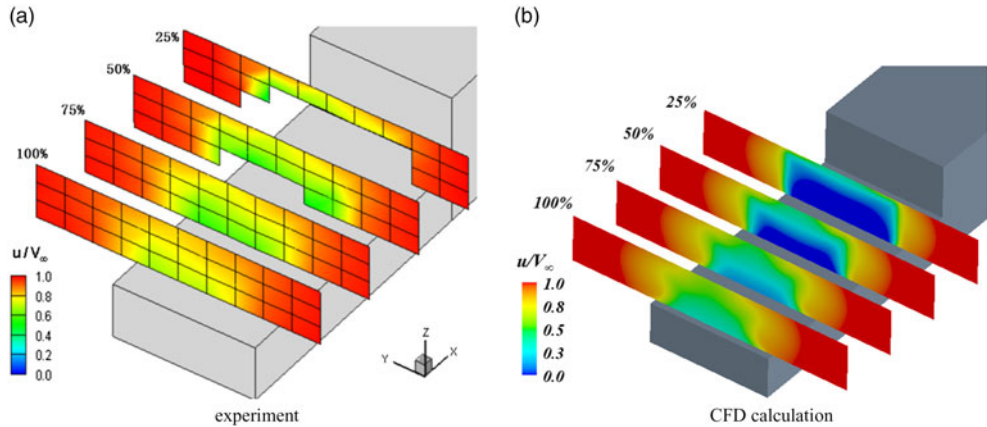 (a)
25%
50%
75%
100%
u/V∞
1.0
0.8
0.6
0.4
0.2
0.0
Z
Y
X
experiment
(b)
25%
50%
75%
100%
u/V∞
1.0
0.8
0.5
0.3
0.0
CFD calculation